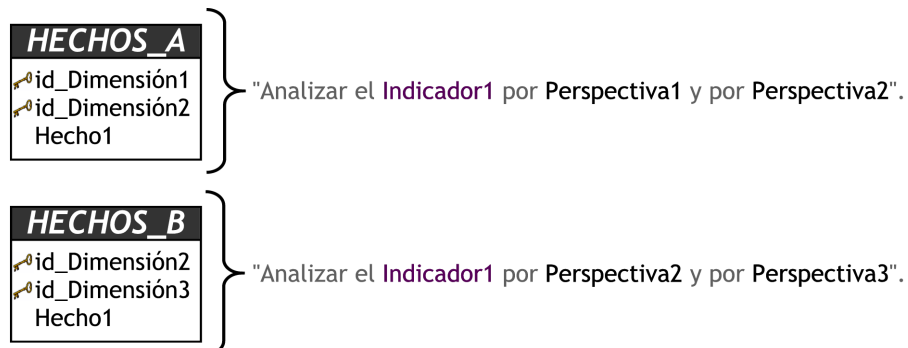 HECHOS_A
id_Dimensión1
id_Dimensión2
Hecho1
"Analizar el Indicador1 por Perspectiva1 y por Perspectiva2".
HECHOS_B
id_Dimensión2
id_Dimensión3
Hecho1
"Analizar el Indicador1 por Perspectiva2 y por Perspectiva3".